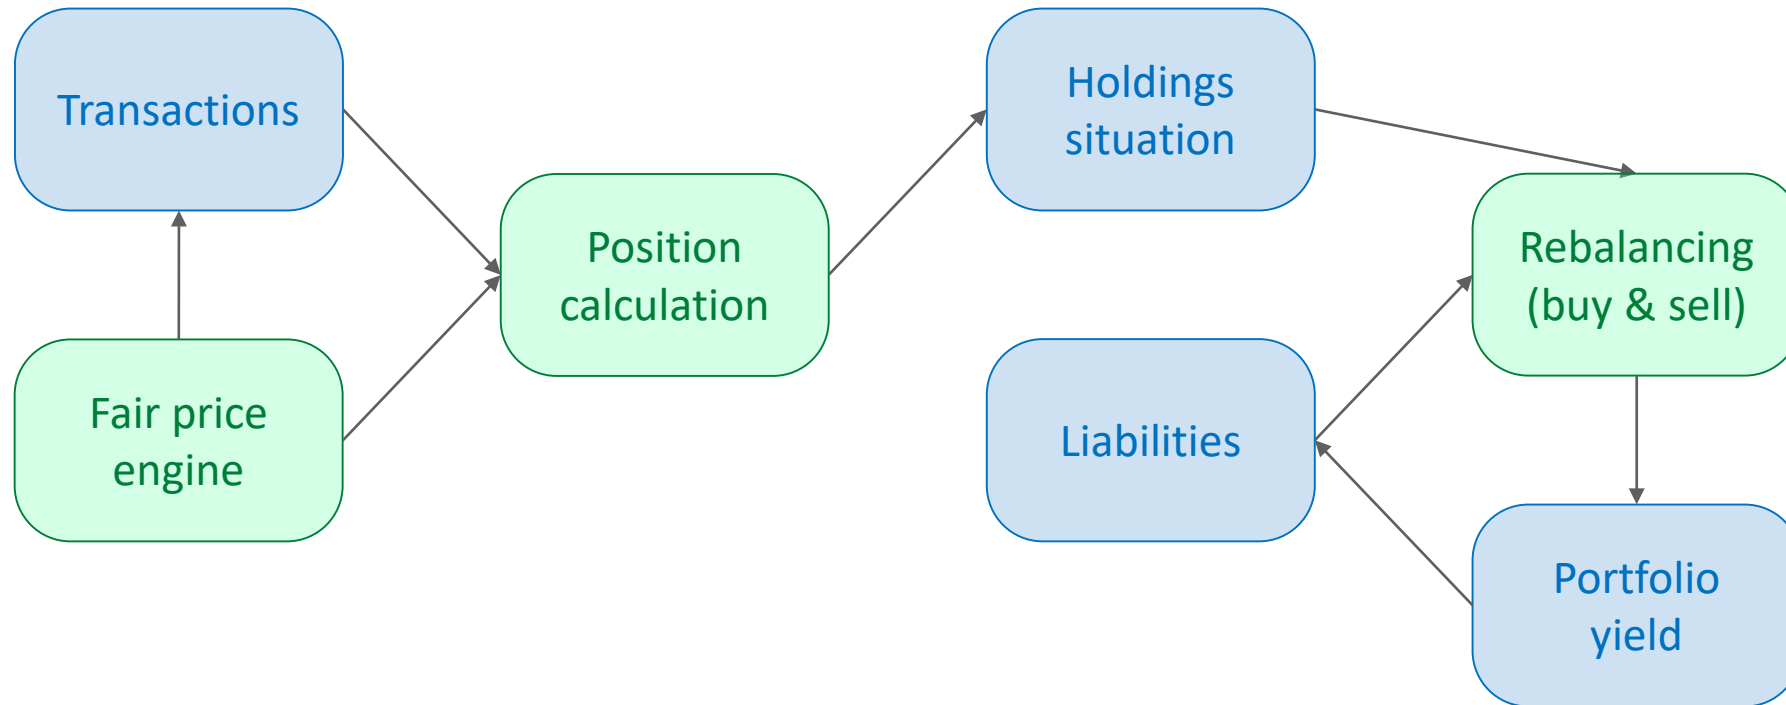 Transactions
Fair price
engine
Position
calculation
Holdings
situation
Liabilities
Rebalancing
(buy & sell)
Portfolio
yield